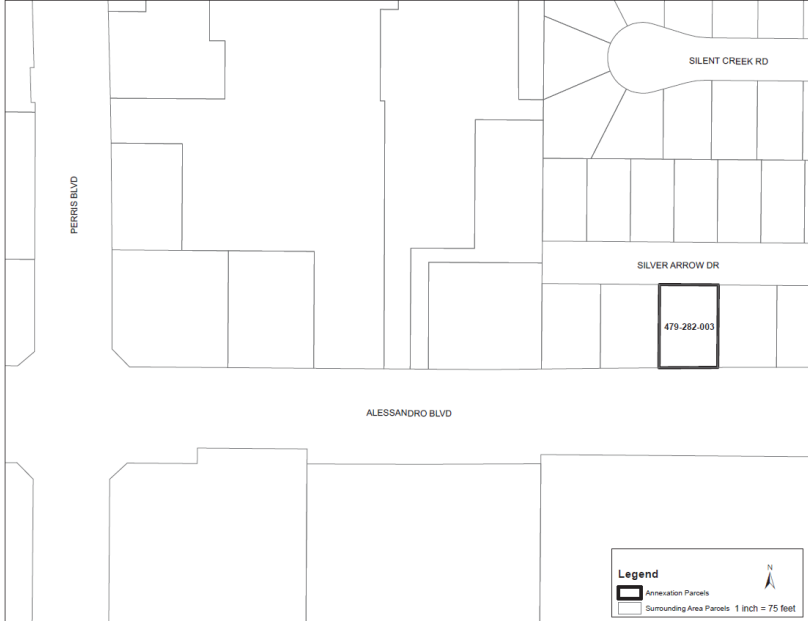 SILENT CREEK RD
PERRIS BLVD
SILVER ARROW DR
479-282-003
ALESSANDRO BLVD
Legend
N
Annexation Parcels
Surrounding Area Parcels 1 inch = 75 feet